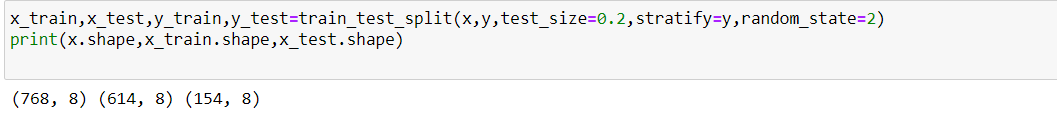 x_train,x_test,y_train,y_test=train_test_split(x,y,test_size=0.2,stratify=y,random_state=2)
print(x.shape,x_train.shape,x_test.shape)
(768, 8) (614, 8) (154, 8)